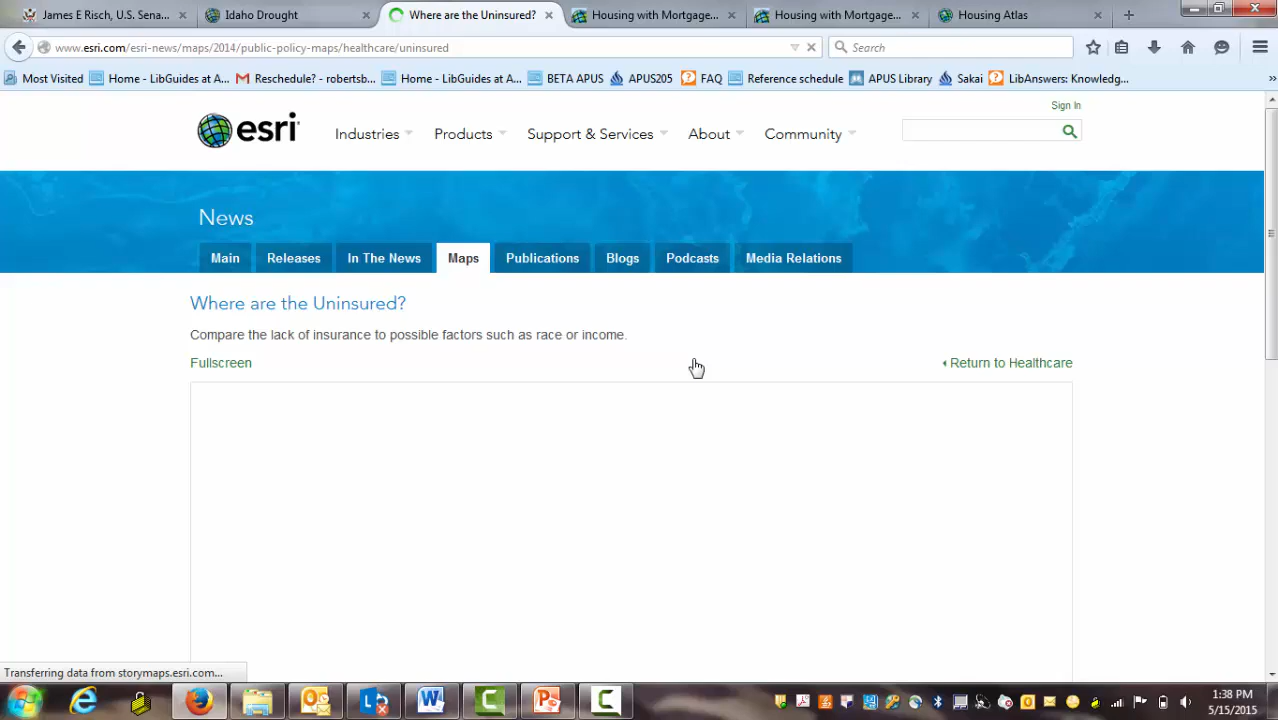 James E Risch, U.S. Sena...
Idaho Drought
Where are the Uninsured?
Housing with Mortgage...
Housing with Mortgage...
Housing Atlas
www.esri.com/esri-news/maps/2014/public-policy-maps/healthcare/uninsured
Search
Most Visited
Home - LibGuides at A...
Reschedule? - robertsb...
Home - LibGuides at A...
BETA APUS
APUS205
FAQ
Reference schedule
APUS Library
Sakai
LibAnswers: Knowledg...
Sign In
esri
Industries
Products
Support & Services
About
Community
News
Main
Releases
In The News
Maps
Publications
Blogs
Podcasts
Media Relations
Where are the Uninsured?
Compare the lack of insurance to possible factors such as race or income.
Fullscreen
Return to Healthcare
Transferring data from storymaps.esri.com...
1:38 PM
5/15/2015